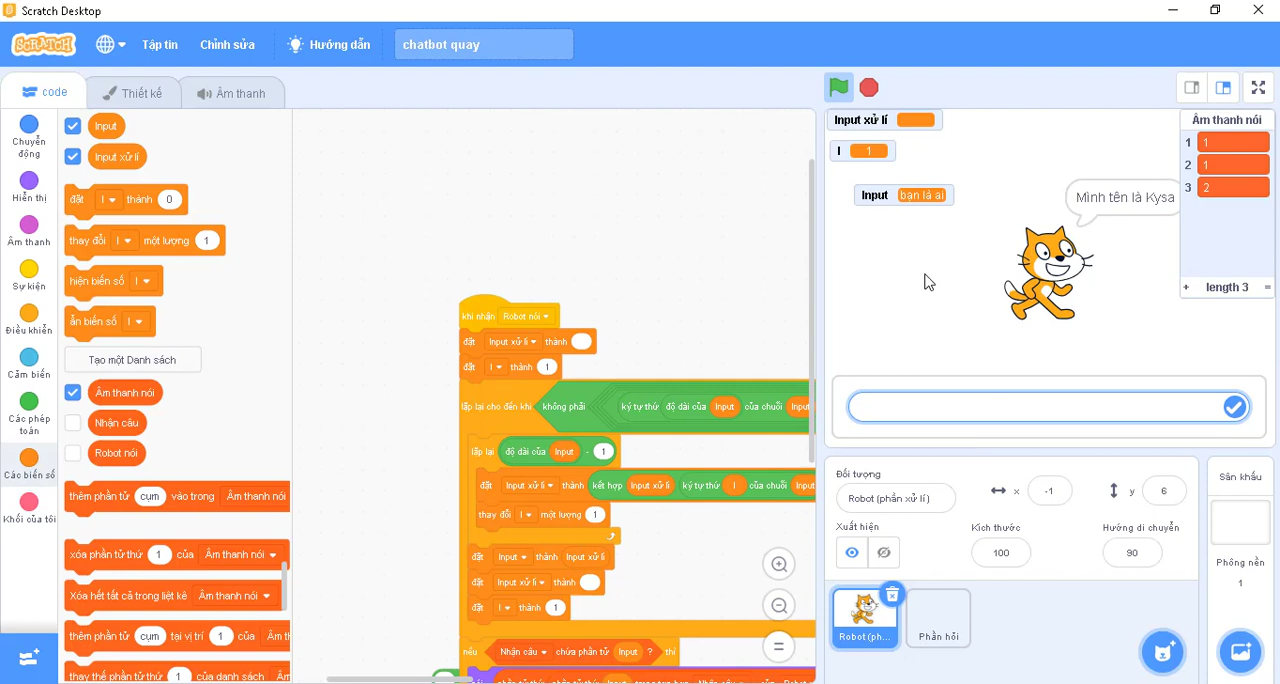 Scratch Desktop
SCRATCH
Tập tin
Chỉnh sửa
Hướng dẫn
chatbot quay
code
Thiết kế
Âm thanh
Chuyển động
Hiển thị
Âm thanh
Sự kiện
Điều khiển
Cảm biến
Các phép toán
Các biến số
Khối của tôi
Input
Input xử lí
đặt I thành 0
thay đổi I một lượng 1
hiện biến số I
ẩn biến số I
Tạo một Danh sách
Âm thanh nói
Nhận câu
Robot nói
thêm phần tử cụm vào trong Âm thanh nói
xóa phần tử thứ 1 của Âm thanh nói
Xóa hết tất cả trong liệt kê Âm thanh nói
thêm phần tử cụm tại vị trí 1 của Âm th
thay thế phần tử 1 của danh sách Âm
khi nhận Robot nói
đặt Input xử lí thành
đặt I thành 1
lặp lại cho đến khi không phải ký tự thứ độ dài của Input của chuỗi Input
lặp lại độ dài của Input - 1
đặt Input xử lí thành kết hợp Input xử lí ký tự thứ I của chuỗi Input
thay đổi I một lượng 1
đặt Input thành Input xử lí
đặt Input xử lí thành
đặt I thành 1
nếu Nhận câu chứa phần tử Input ? thì
Input xử lí
I 1
Input bạn là ai
Mình tên là Kysa
Âm thanh nói
1 1
2 1
3 2
+ length 3 =
Đối tượng
Robot (phần xử lí)
x -1
y 6
Xuất hiện
Kích thước
100
Hướng di chuyển
90
Robot (ph...
Phần hồi
Sân khấu
Phông nền
1